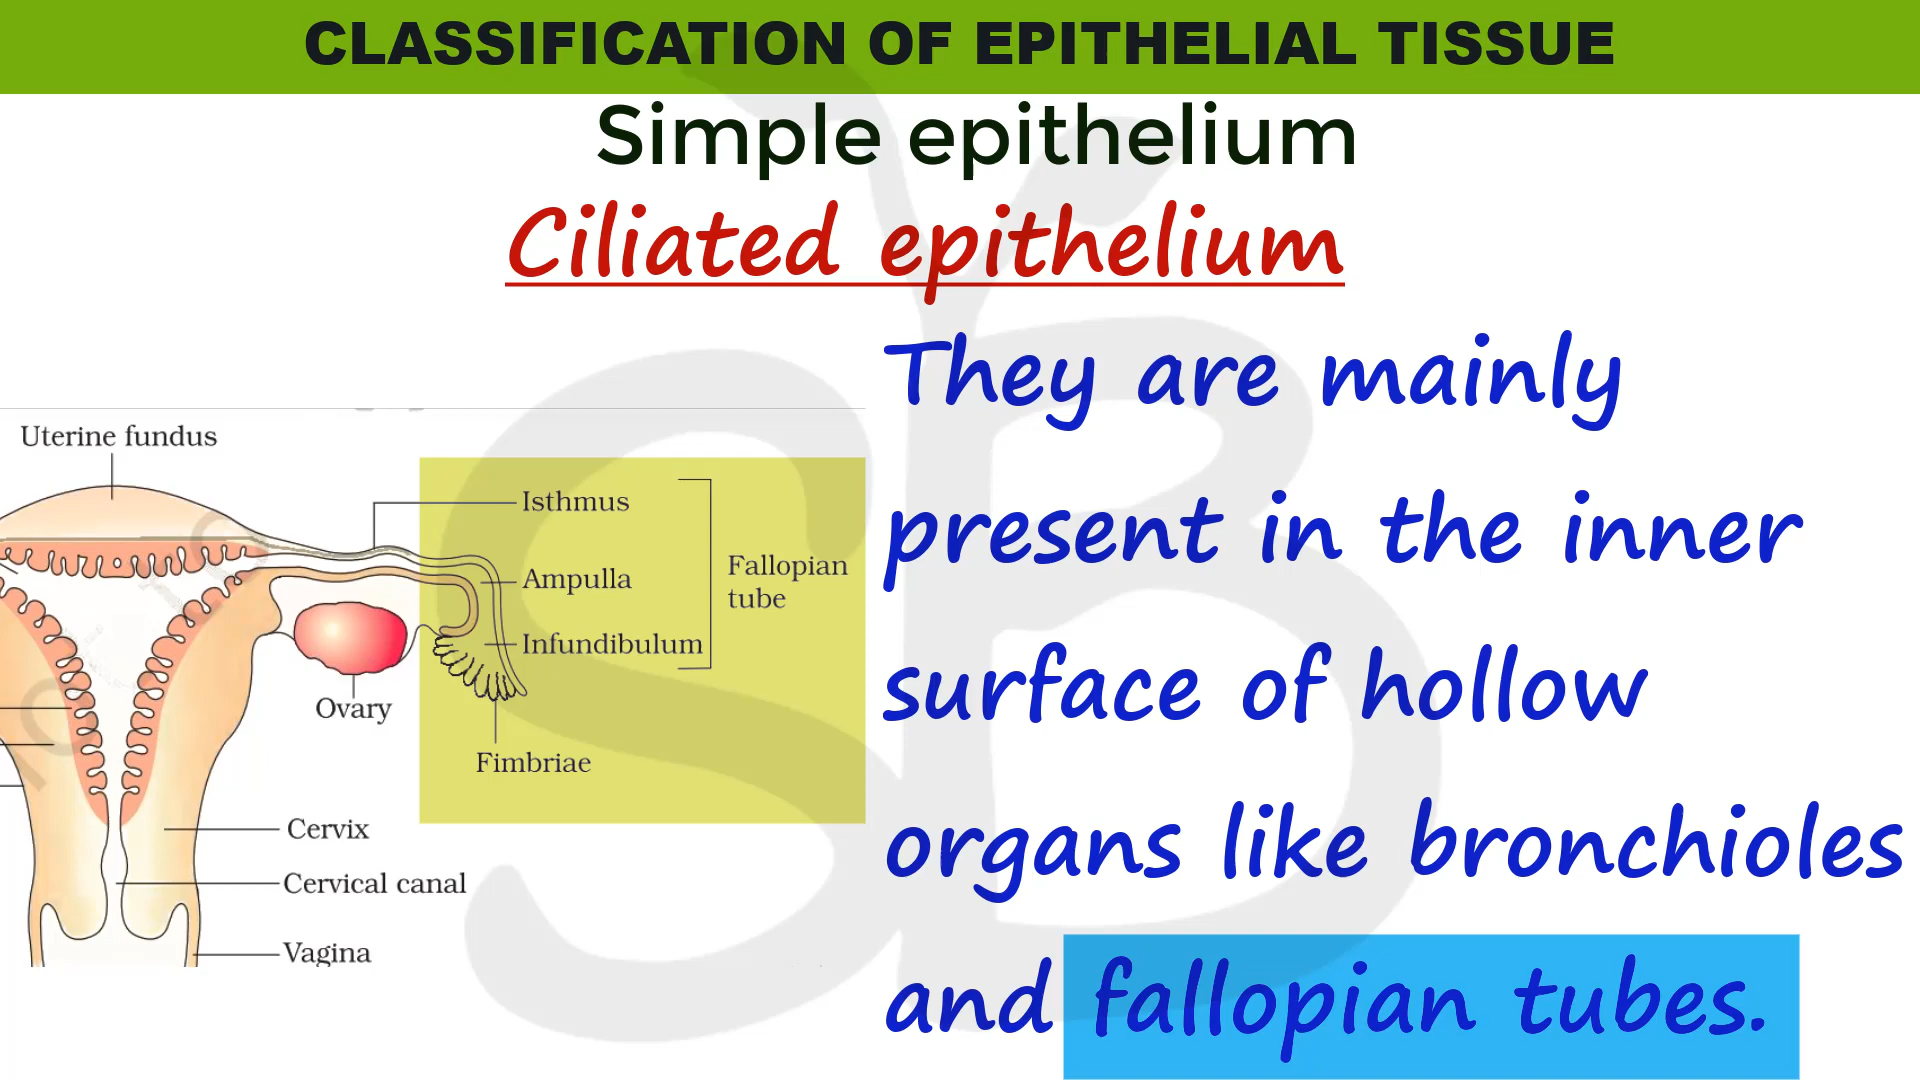 CLASSIFICATION OF EPITHELIAL TISSUE
Simple epithelium
Ciliated epithelium
They are mainly
present in the inner
surface of hollow
organs like bronchioles
and fallopian tubes.
Uterine fundus
Isthmus
Ampulla
Infundibulum
Fallopian
tube
Ovary
Fimbriae
Cervix
Cervical canal
Vagina
SB